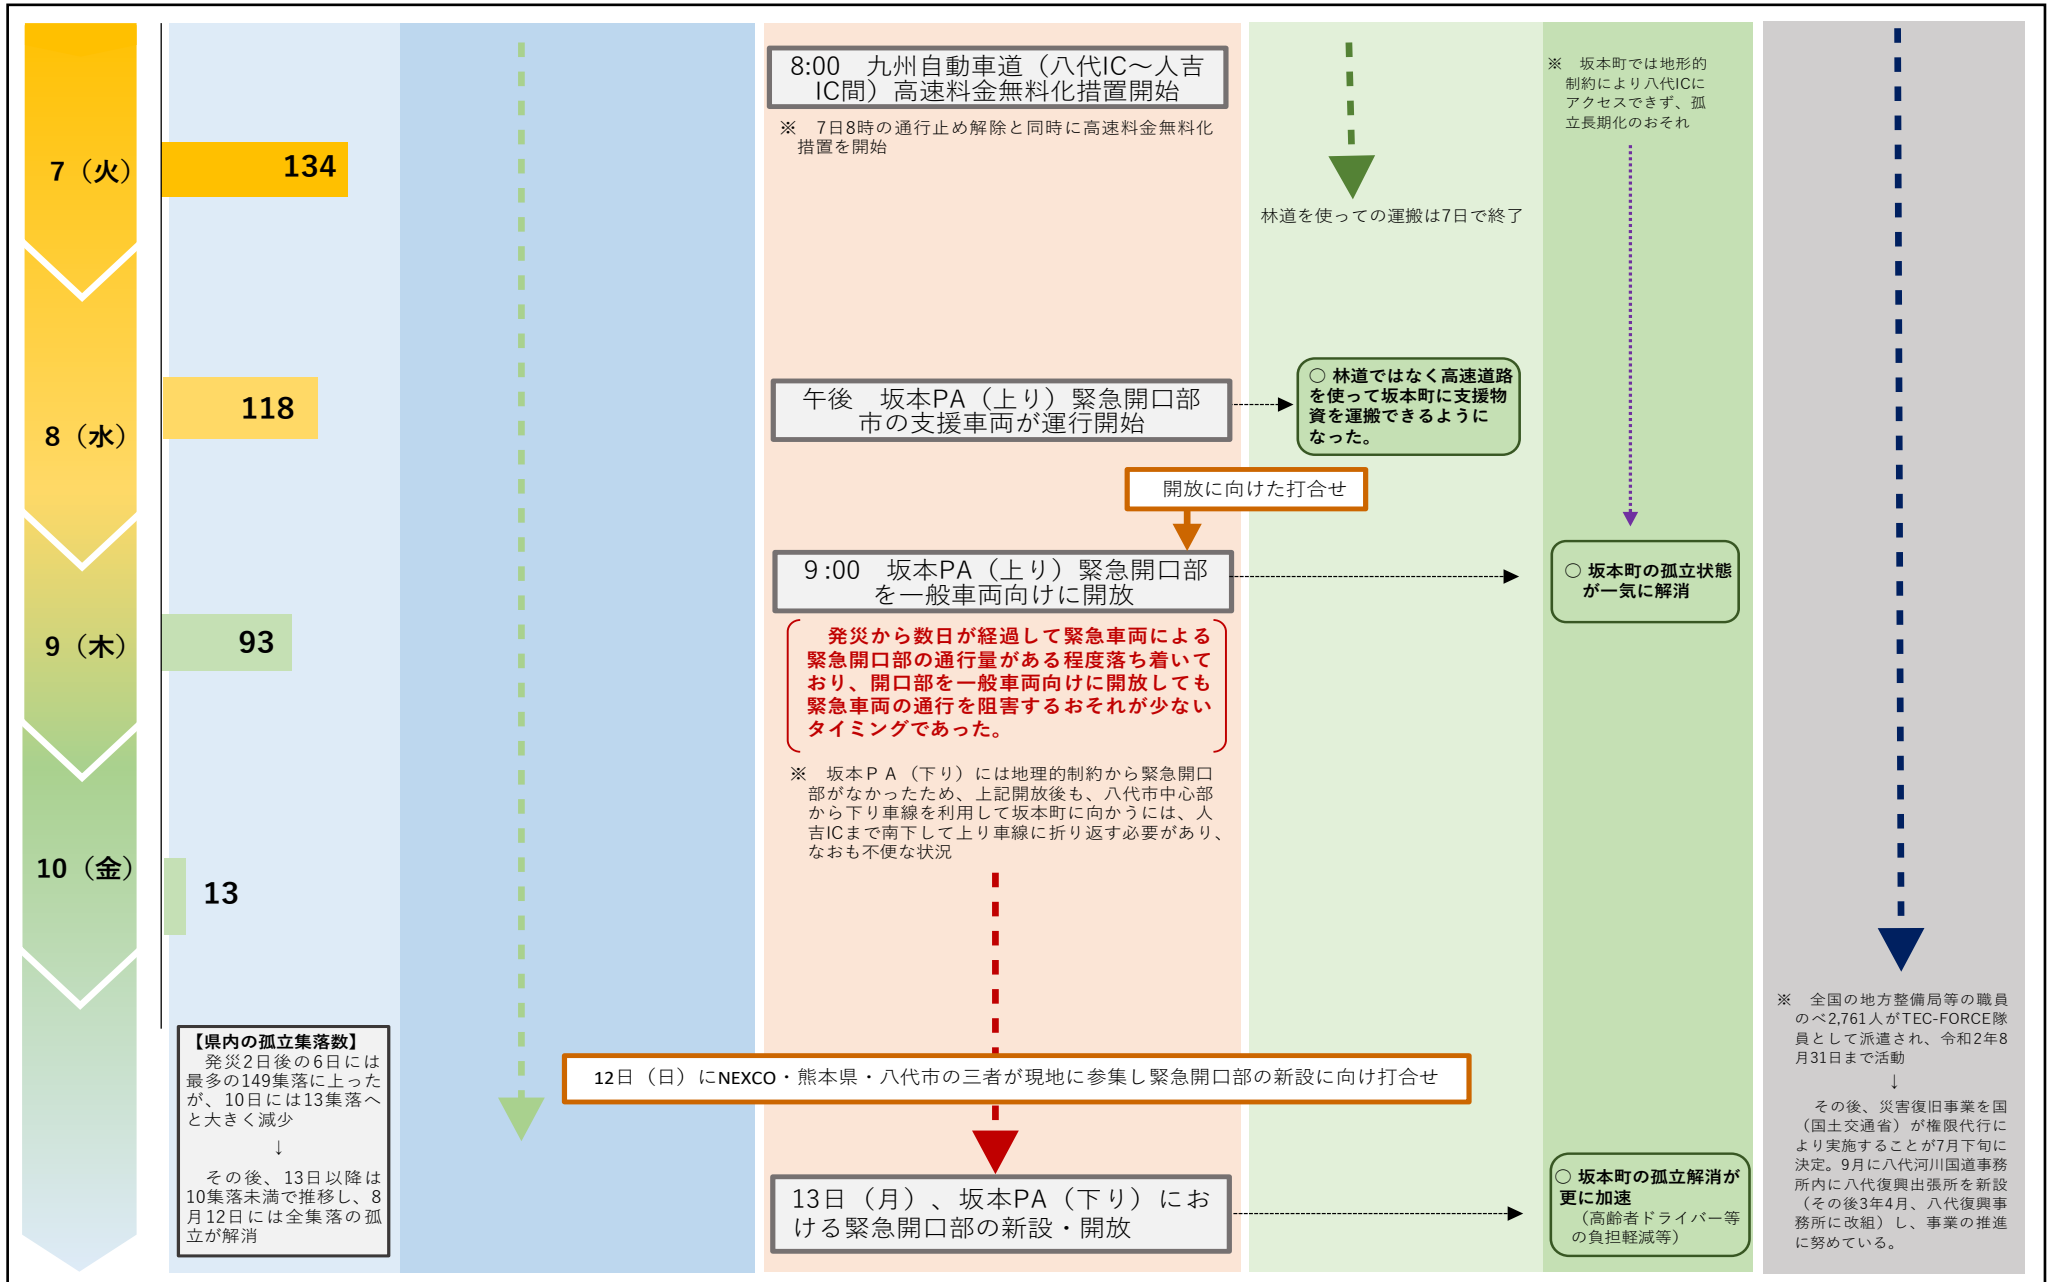 7（火）
134
8:00　九州自動車道（八代IC～人吉
IC間）高速料金無料化措置開始
※　7日8時の通行止め解除と同時に高速料金無料化
措置を開始
林道を使っての運搬は7日で終了
※　坂本町では地形的
制約により八代ICに
アクセスできず、孤
立長期化のおそれ
8（水）
118
午後　坂本PA（上り）緊急開口部
市の支援車両が運行開始
○ 林道ではなく高速道路
を使って坂本町に支援物
資を運搬できるように
なった。
開放に向けた打合せ
9（木）
93
9:00　坂本PA（上り）緊急開口部
を一般車両向けに開放
○ 坂本町の孤立状態
が一気に解消
発災から数日が経過して緊急車両による
緊急開口部の通行量がある程度落ち着いて
おり、開口部を一般車両向けに開放しても
緊急車両の通行を阻害するおそれが少ない
タイミングであった。
※　坂本ＰＡ（下り）には地理的制約から緊急開口
部がなかったため、上記開放後も、八代市中心部
から下り車線を利用して坂本町に向かうには、人
吉ICまで南下して上り車線に折り返す必要があり、
なおも不便な状況
10（金）
13
【県内の孤立集落数】
発災2日後の6日には
最多の149集落に上った
が、10日には13集落へ
と大きく減少
↓
その後、13日以降は
10集落未満で推移し、8
月12日には全集落の孤
立が解消
12日（日）にNEXCO・熊本県・八代市の三者が現地に参集し緊急開口部の新設に向け打合せ
13日（月）、坂本PA（下り）にお
ける緊急開口部の新設・開放
○ 坂本町の孤立解消が
更に加速
（高齢者ドライバー等
の負担軽減等）
※　全国の地方整備局等の職員
のべ2,761人がTEC-FORCE隊
員として派遣され、令和2年8
月31日まで活動
↓
その後、災害復旧事業を国
（国土交通省）が権限代行に
より実施することが7月下旬に
決定。9月に八代河川国道事務
所内に八代復興出張所を新設
（その後3年4月、八代復興事
務所に改組）し、事業の推進
に努めている。